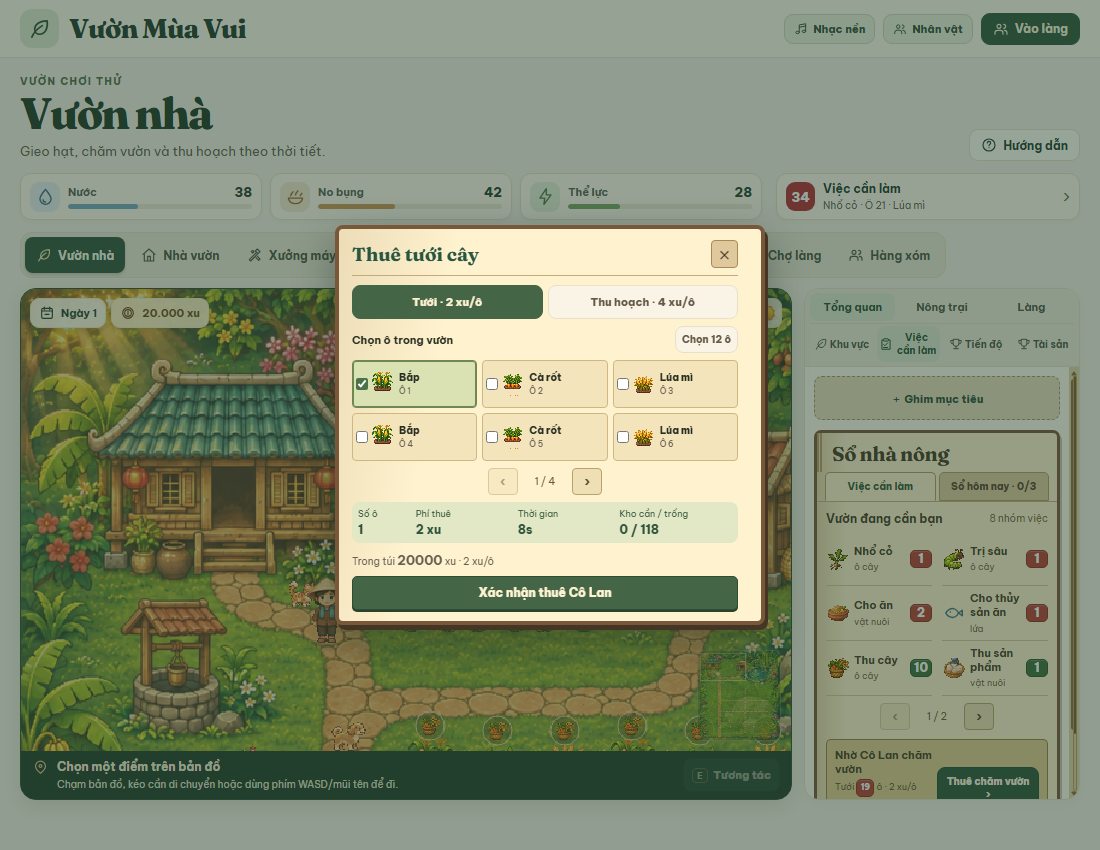 Vườn Mùa Vui
Nhạc nền
Nhân vật
Vào làng
VƯỜN CHƠI THỬ
Vườn nhà
Gieo hạt, chăm vườn và thu hoạch theo thời tiết.
Hướng dẫn
Nước 38
No bụng 42
Thể lực 28
34 Việc cần làm
Nhổ cỏ · Ô 21 · Lúa mì
Vườn nhà
Nhà vườn
Xưởng máy
Chợ làng
Hàng xóm
Ngày 1
20.000 xu
Thuê tưới cây
Tưới · 2 xu/ô
Thu hoạch · 4 xu/ô
Chọn ô trong vườn
Chọn 12 ô
Bắp
Ô 1
Cà rốt
Ô 2
Lúa mì
Ô 3
Bắp
Ô 4
Cà rốt
Ô 5
Lúa mì
Ô 6
‹ 1 / 4 ›
Số ô Phí thuê Thời gian Kho cần / trống
1 2 xu 8s 0 / 118
Trong túi 20000 xu · 2 xu/ô
Xác nhận thuê Cô Lan
Chọn một điểm trên bản đồ
Chạm bản đồ, kéo cần di chuyển hoặc dùng phím WASD/mũi tên để đi.
E Tương tác
Tổng quan
Nông trại
Làng
Khu vực
Việc
cần làm
Tiến độ
Tài sản
+ Ghim mục tiêu
Sổ nhà nông
Việc cần làm
Sổ hôm nay · 0/3
Vườn đang cần bạn
8 nhóm việc
Nhổ cỏ
ô cây
1
Trị sâu
ô cây
1
Cho ăn
vật nuôi
2
Cho thủy
sản ăn
lứa
1
Thu cây
ô cây
10
Thu sản
phẩm
vật nuôi
1
‹ 1 / 2 ›
Nhờ Cô Lan chăm
vườn
Tưới 19 ô · 2 xu/ô
Thuê chăm vườn
›